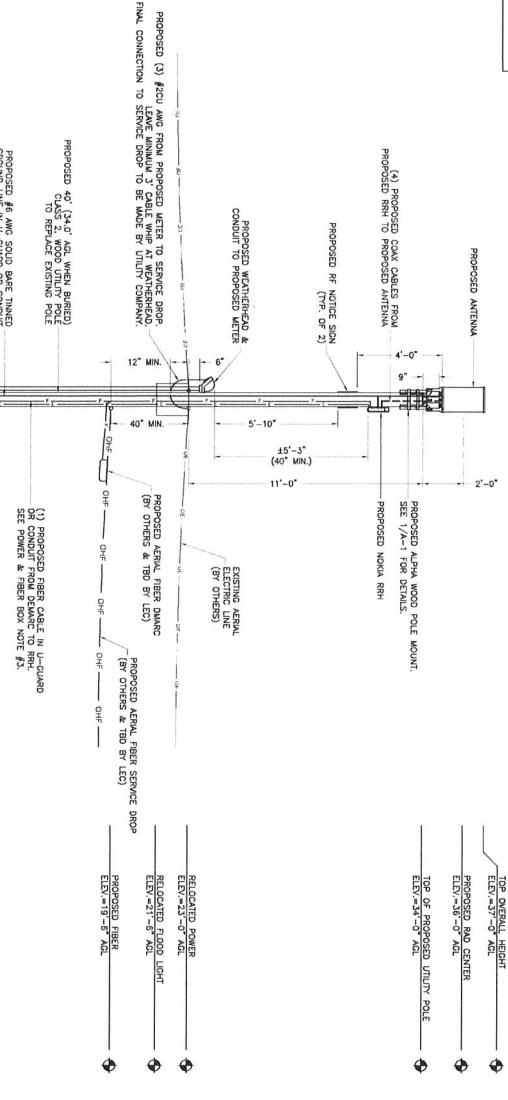 TOP OVERALL HEIGHT
ELEV.=37'-0" AGL
PROPOSED RAD CENTER
ELEV.=36'-0" AGL
TOP OF PROPOSED UTILITY POLE
ELEV.=34'-0" AGL
RELOCATED POWER
ELEV.=23'-0" AGL
RELOCATED FLOOD LIGHT
ELEV.=21'-6" AGL
PROPOSED FIBER
ELEV.=19'-6" AGL
PROPOSED ANTENNA
(4) PROPOSED COAX CABLES FROM
PROPOSED RRH TO PROPOSED ANTENNA
PROPOSED RF NOTICE SIGN
(TYP. OF 2)
PROPOSED WEATHERHEAD &
CONDUIT TO PROPOSED METER
PROPOSED (3) #2CU AWG FROM PROPOSED METER TO SERVICE DROP.
LEAVE MINIMUM 3' CABLE WHIP AT WEATHERHEAD.
FINAL CONNECTION TO SERVICE DROP TO BE MADE BY UTILITY COMPANY.
PROPOSED 40' (34.0' AGL WHEN BURIED)
CLASS 2, WOOD UTILITY POLE
TO REPLACE EXISTING POLE
PROPOSED #6 AWG SOLID BARE TINNED
GROUND LINE IN U-GUARD OR CONDUIT
4'-0"
9"
2'-0"
6"
12" MIN.
40" MIN.
5'-10"
±5'-3"
(40" MIN.)
11'-0"
PROPOSED ALPHA WOOD POLE MOUNT.
SEE 1/A-1 FOR DETAILS.
PROPOSED NOKIA RRH
EXISTING AERIAL
ELECTRIC LINE
(BY OTHERS)
PROPOSED AERIAL FIBER DMARC
(BY OTHERS & TBD BY LEC)
PROPOSED AERIAL FIBER SERVICE DROP
(BY OTHERS & TBD BY LEC)
(1) PROPOSED FIBER CABLE IN U-GUARD
OR CONDUIT FROM DEMARC TO RRH.
SEE POWER & FIBER BOX NOTE #3.
OHF
OHF
OHF
OHF
OHF